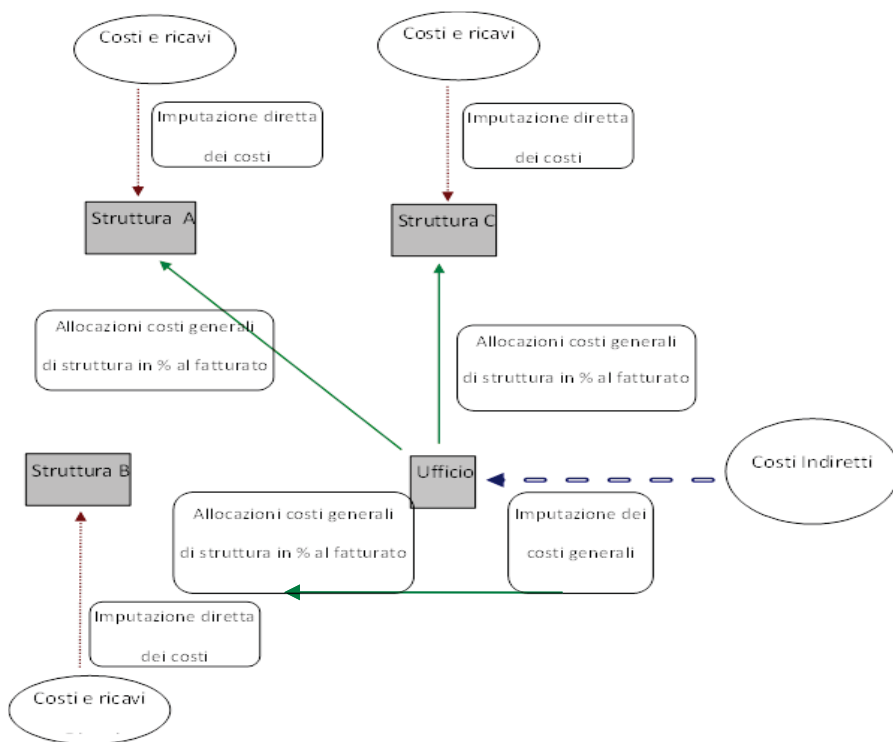 Costi e ricavi
Costi e ricavi
Imputazione diretta
dei costi
Imputazione diretta
dei costi
Struttura A
Struttura C
Allocazioni costi generali
di struttura in % al fatturato
Allocazioni costi generali
di struttura in % al fatturato
Struttura B
Ufficio
Costi Indiretti
Allocazioni costi generali
di struttura in % al fatturato
Imputazione dei
costi generali
Imputazione diretta
dei costi
Costi e ricavi